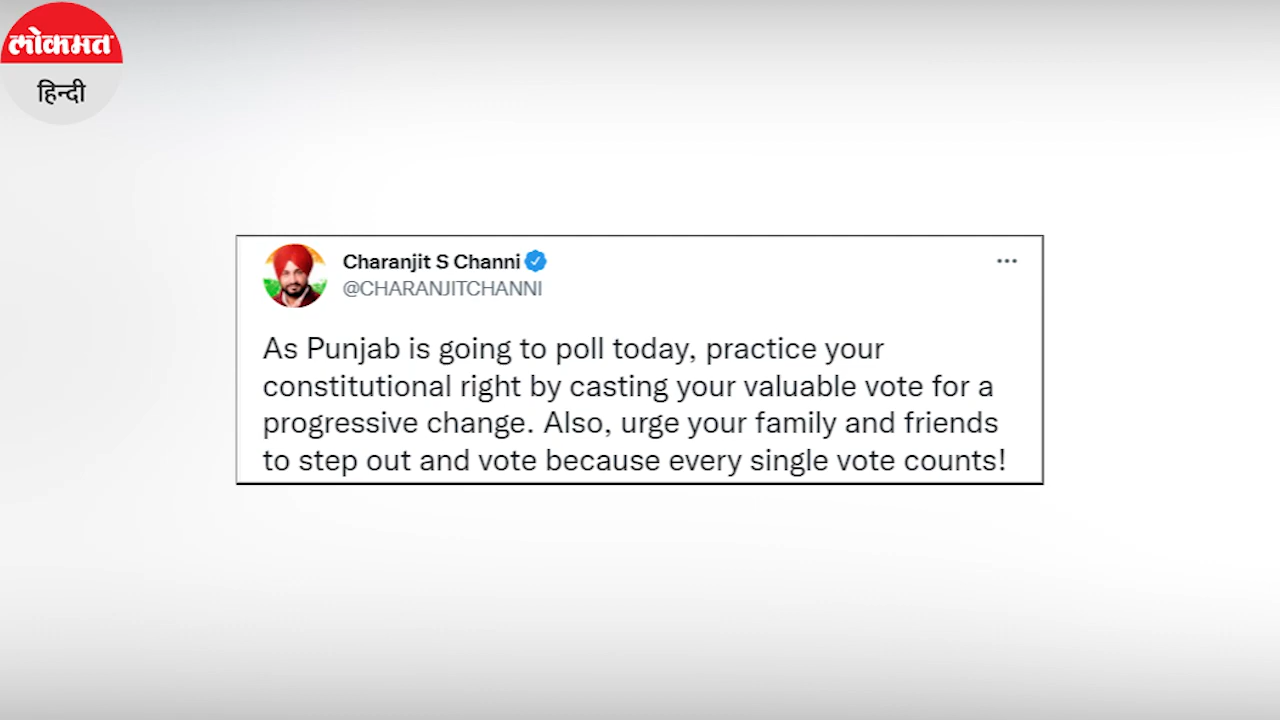 लोकमत
हिन्दी
Charanjit S Channi
@CHARANJITCHANNI
As Punjab is going to poll today, practice your
constitutional right by casting your valuable vote for a
progressive change. Also, urge your family and friends
to step out and vote because every single vote counts!